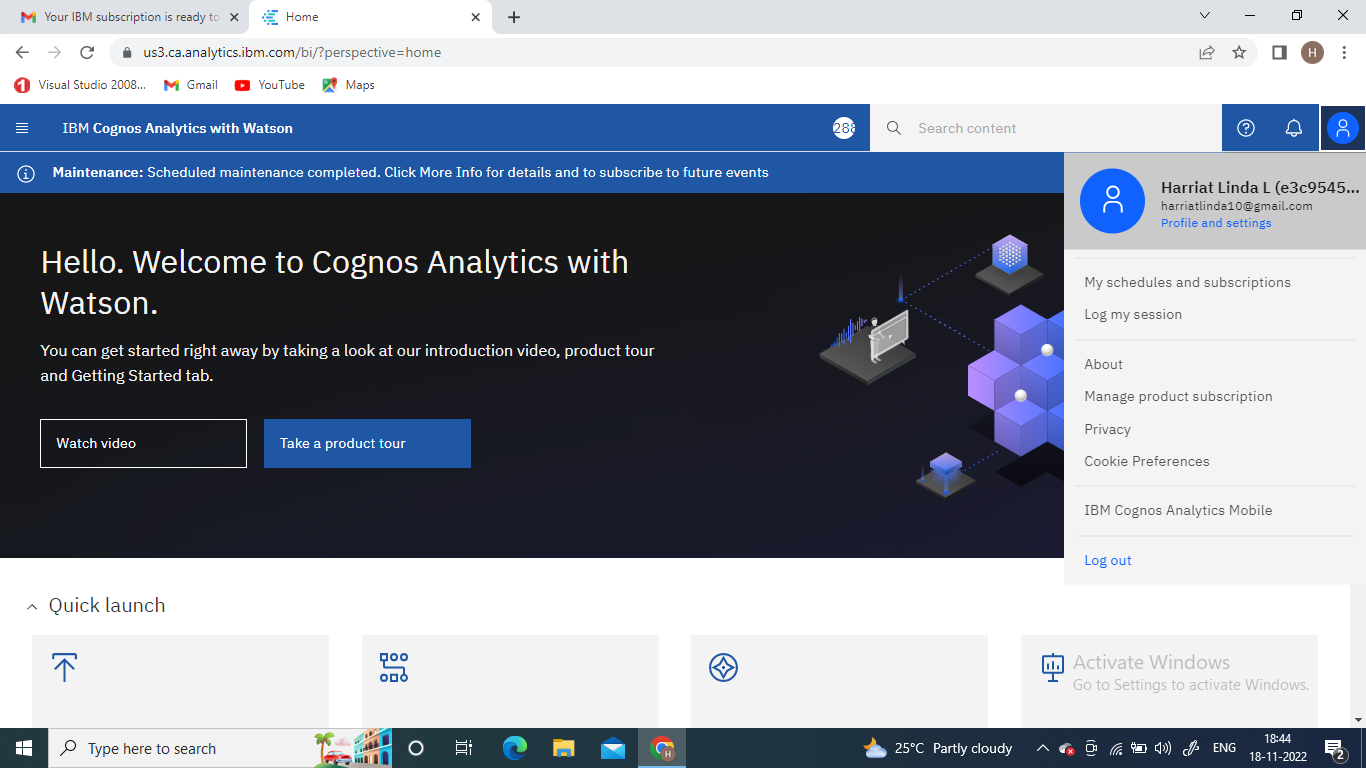 Your IBM subscription is ready to
Home
us3.ca.analytics.ibm.com/bi/?perspective=home
H
Visual Studio 2008...
Gmail
YouTube
Maps
IBM Cognos Analytics with Watson
288
Search content
Maintenance: Scheduled maintenance completed. Click More Info for details and to subscribe to future events
Harriat Linda L (e3c9545...
harriatlinda10@gmail.com
Profile and settings
My schedules and subscriptions
Log my session
About
Manage product subscription
Privacy
Cookie Preferences
IBM Cognos Analytics Mobile
Log out
Hello. Welcome to Cognos Analytics with
Watson.
You can get started right away by taking a look at our introduction video, product tour
and Getting Started tab.
Watch video
Take a product tour
Quick launch
Activate Windows
Go to Settings to activate Windows.
Type here to search
H
25°C Partly cloudy
ENG
18:44
18-11-2022
2